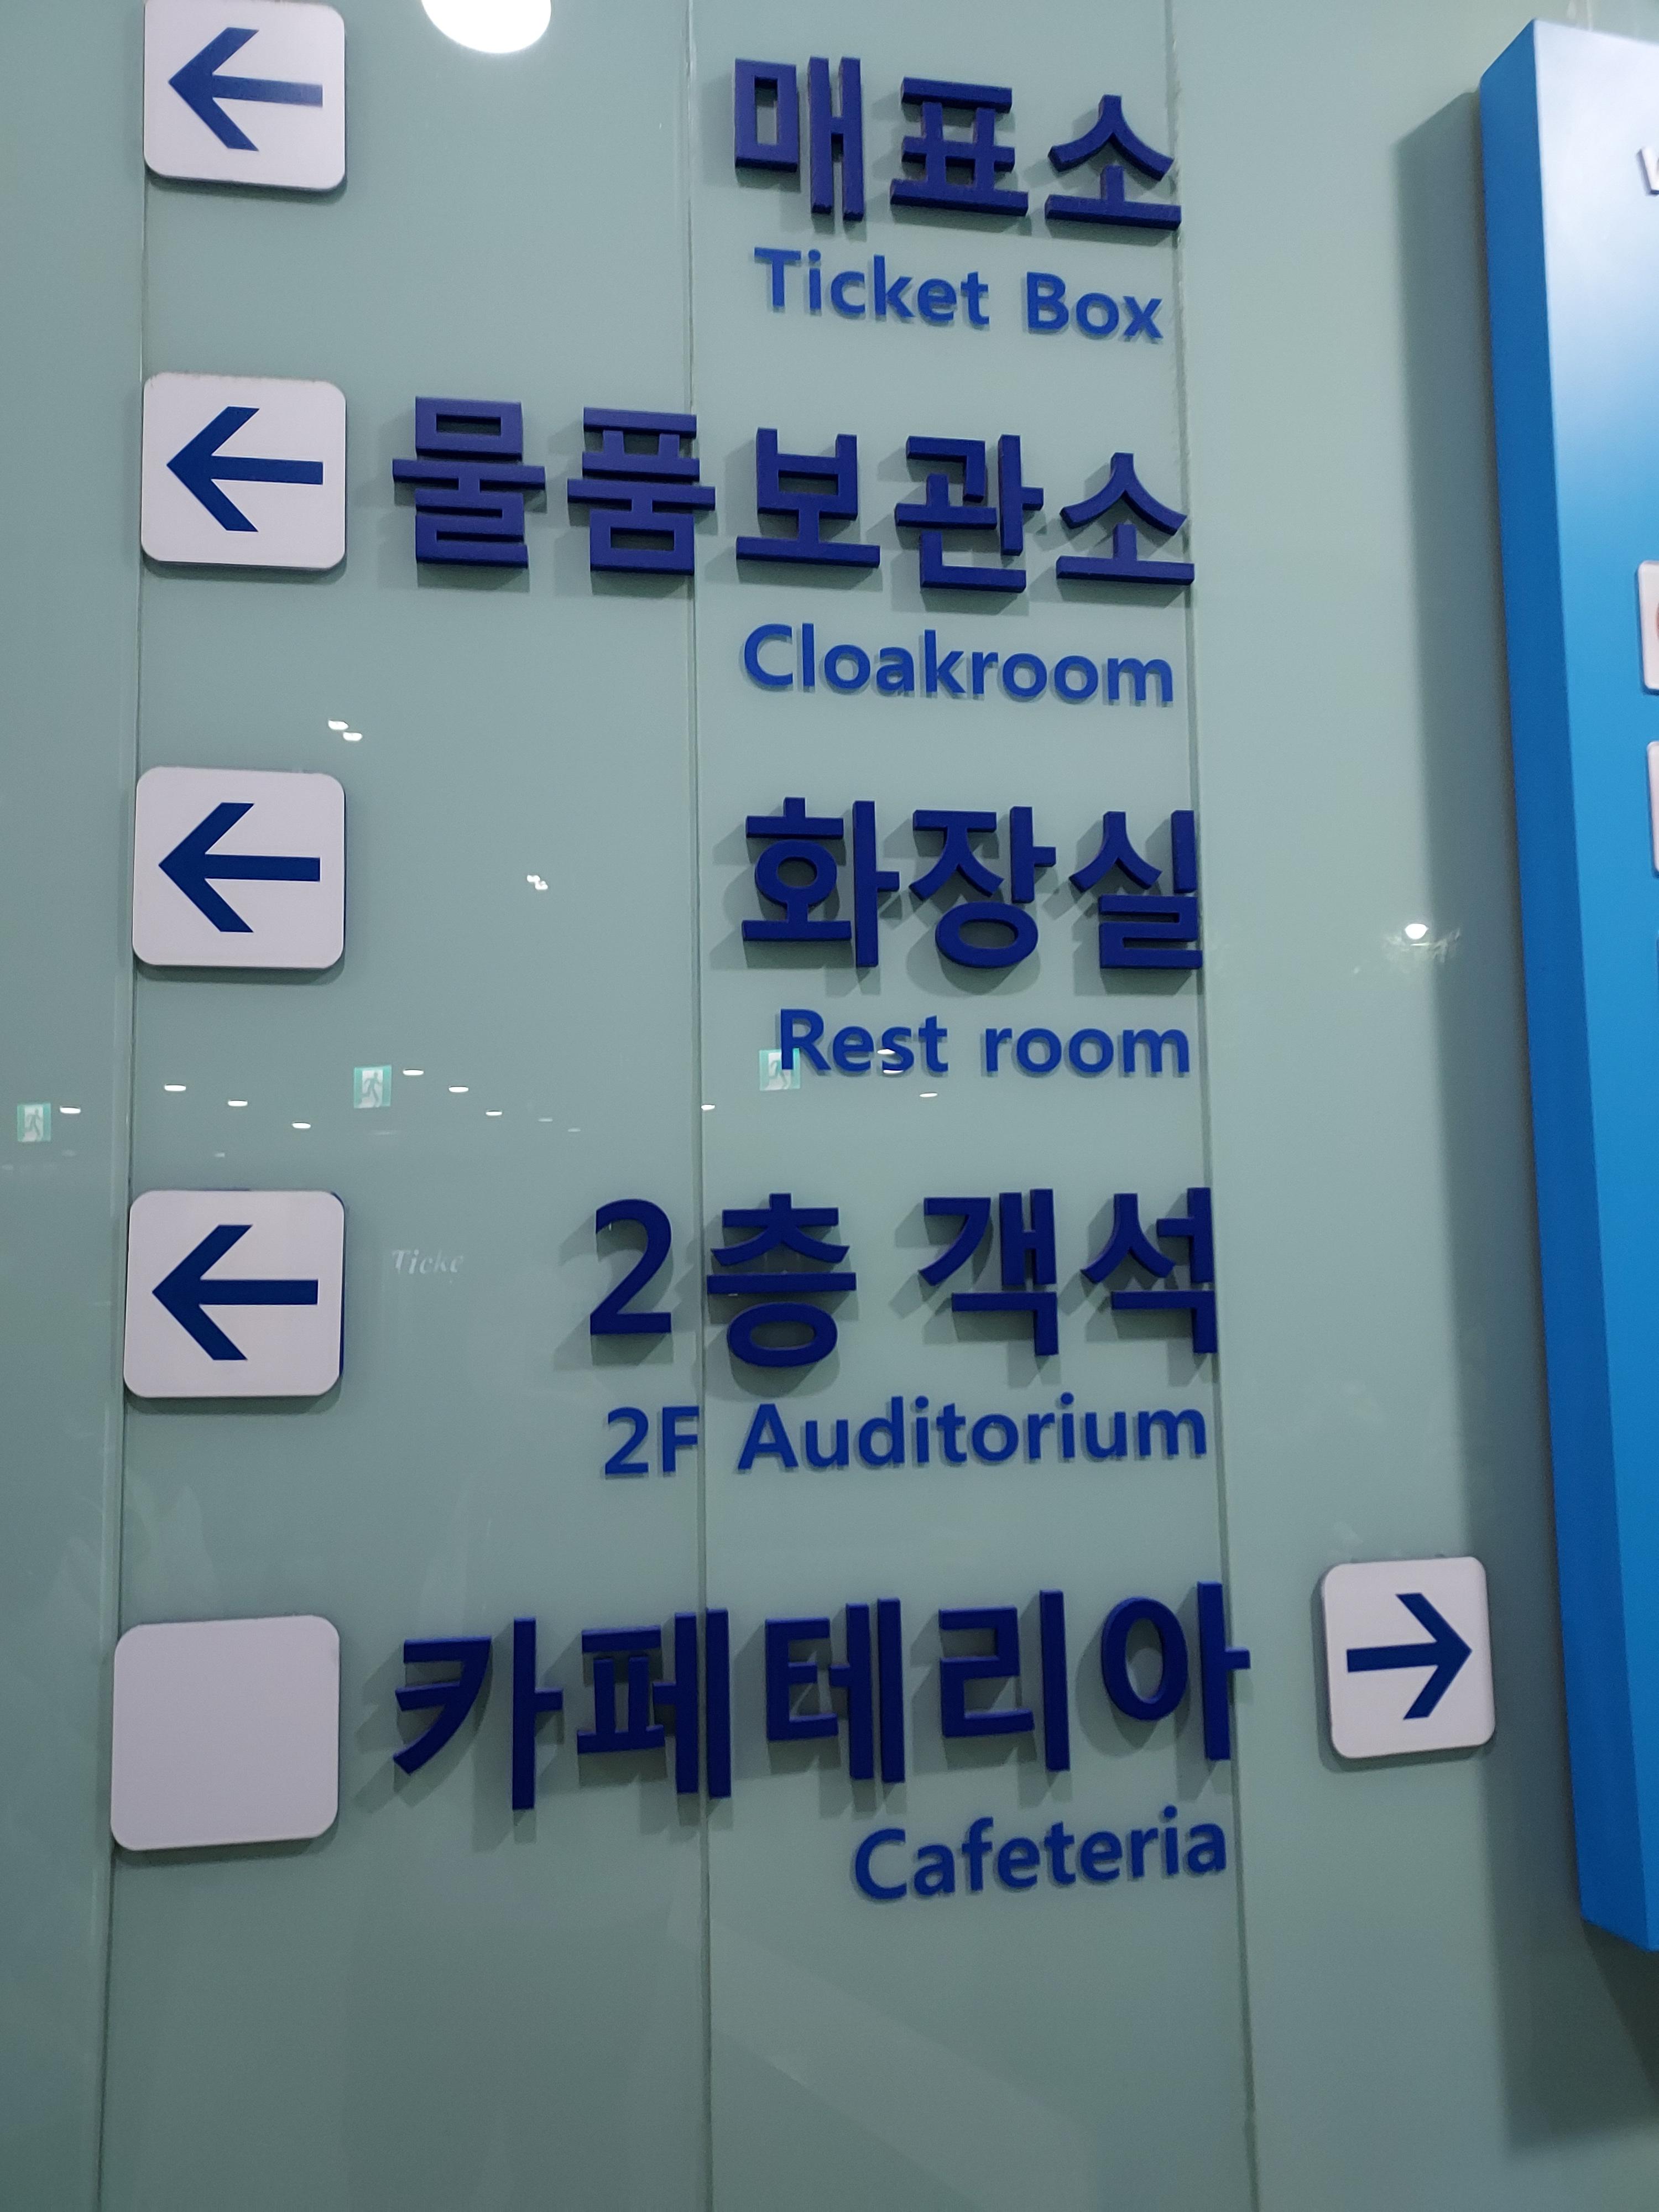 매표소
Ticket Box
물품보관소
Cloakroom
화장실
Rest room
2층 객석
2F Auditorium
카페테리아
Cafeteria